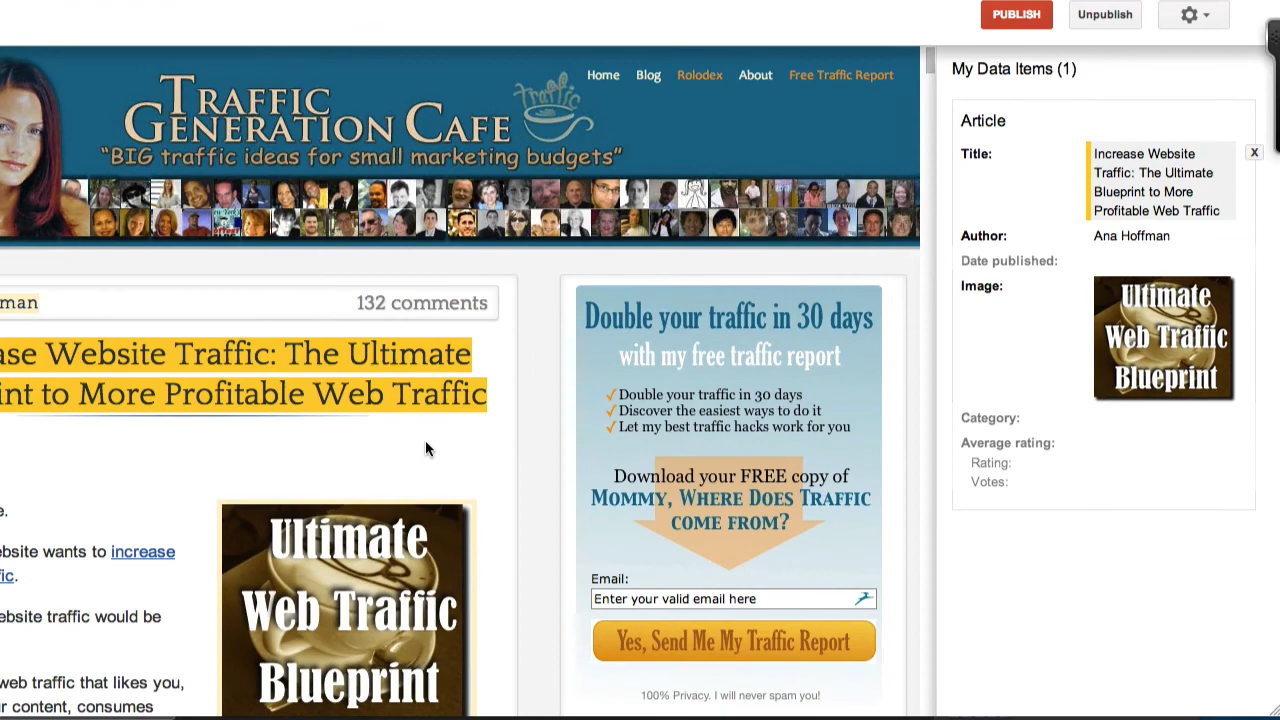 PUBLISH
Unpublish
Home Blog Rolodex About Free Traffic Report
TRAFFIC
GENERATION CAFE
traffic
"BIG traffic ideas for small marketing budgets"
man
132 comments
se Website Traffic: The Ultimate
int to More Profitable Web Traffic
e.
ebsite wants to increase
fic.
ebsite traffic would be
web traffic that likes you,
r content, consumes
Ultimate
Web Traffic
Blueprint
Double your traffic in 30 days
with my free traffic report
✓Double your traffic in 30 days
✓Discover the easiest ways to do it
✓Let my best traffic hacks work for you
Download your FREE copy of
MOMMY, WHERE DOES TRAFFIC
COME FROM?
Email:
Enter your valid email here
Yes, Send Me My Traffic Report
100% Privacy. I will never spam you!
My Data Items (1)
Article
Title: Increase Website
Traffic: The Ultimate
Blueprint to More
Profitable Web Traffic
X
Author: Ana Hoffman
Date published:
Image:
Ultimate
Web Traffic
Blueprint
Category:
Average rating:
Rating:
Votes: